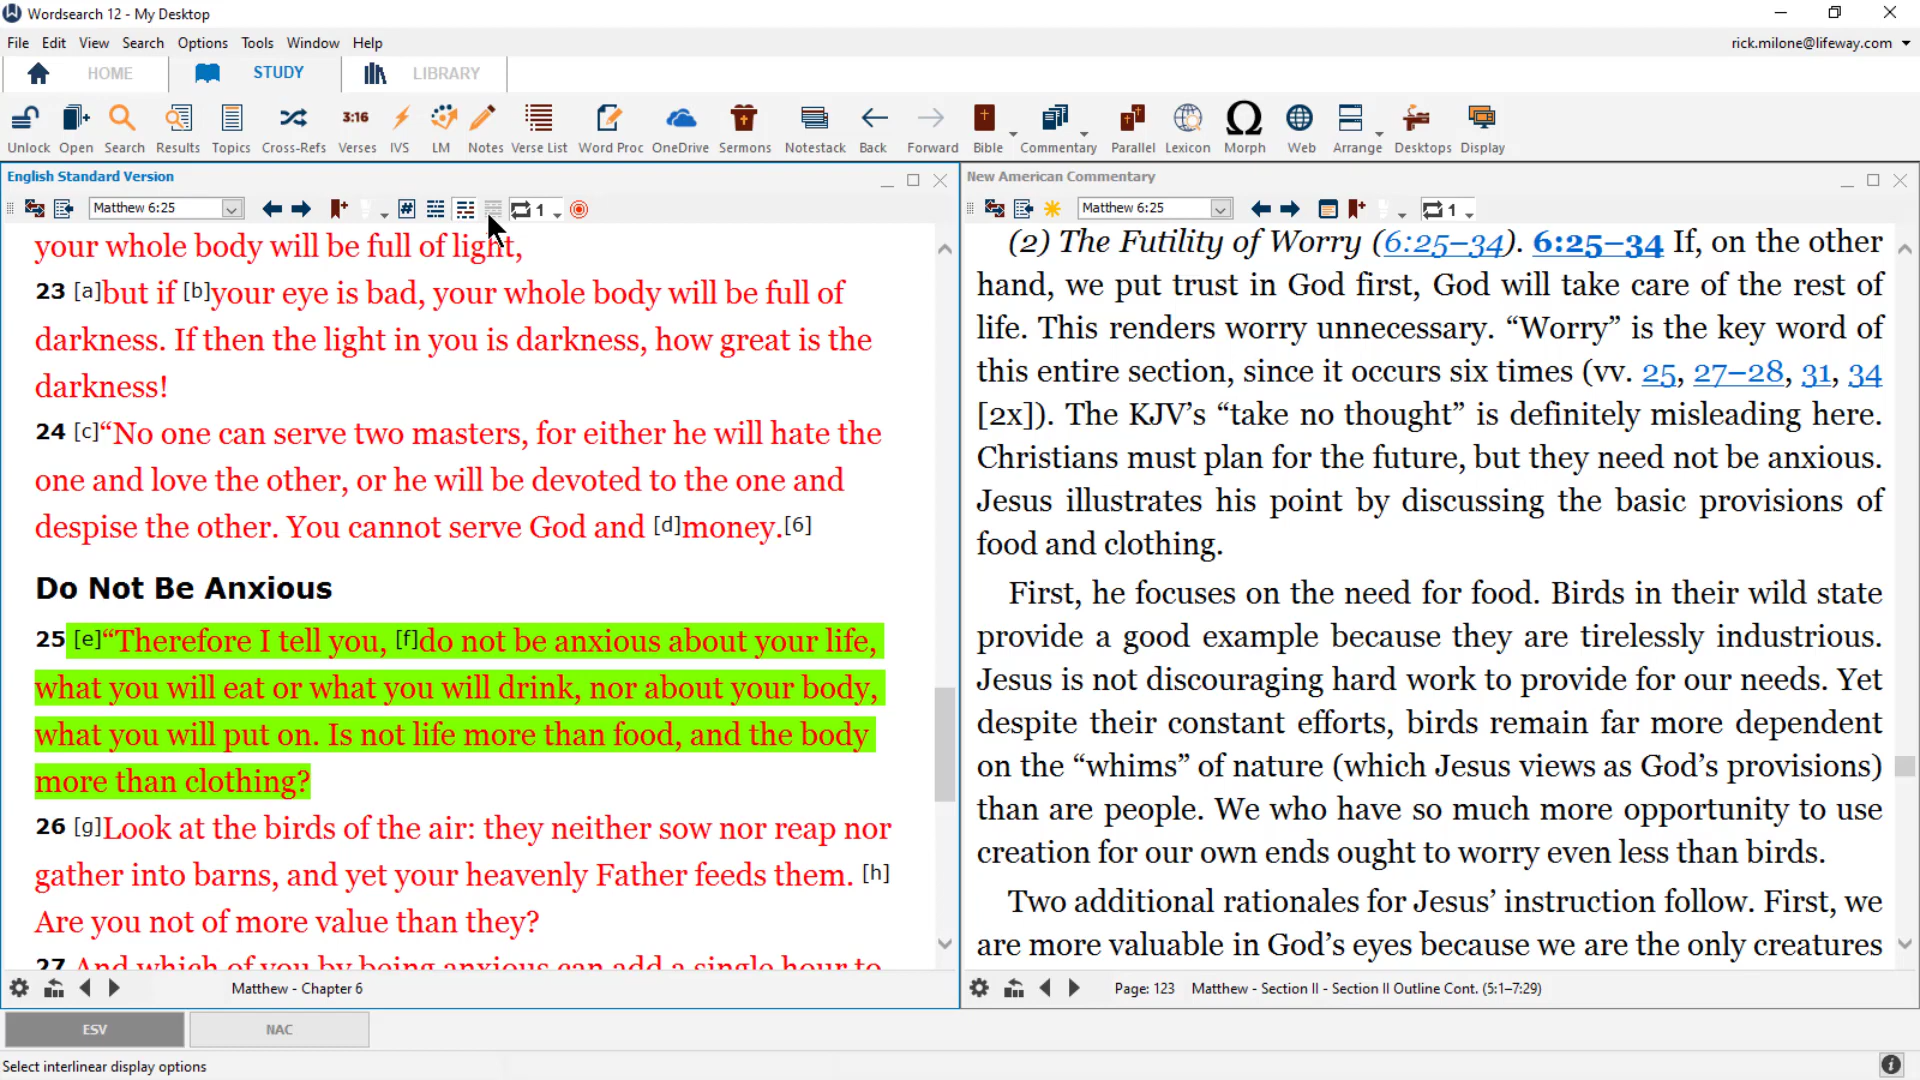 Wordsearch 12 - My Desktop
File Edit View Search Options Tools Window Help
rick.milone@lifeway.com
HOME STUDY LIBRARY
3:16
Unlock Open Search Results Topics Cross-Refs Verses IVS LM Notes Verse List Word Proc OneDrive Sermons Notestack Back Forward Bible Commentary Parallel Lexicon Morph Web Arrange Desktops Display
English Standard Version
Matthew 6:25
# 1
your whole body will be full of light,
23 [a]but if [b]your eye is bad, your whole body will be full of
darkness. If then the light in you is darkness, how great is the
darkness!
24 [c]“No one can serve two masters, for either he will hate the
one and love the other, or he will be devoted to the one and
despise the other. You cannot serve God and [d]money.[6]
Do Not Be Anxious
25 [e]“Therefore I tell you, [f]do not be anxious about your life,
what you will eat or what you will drink, nor about your body,
what you will put on. Is not life more than food, and the body
more than clothing?
26 [g]Look at the birds of the air: they neither sow nor reap nor
gather into barns, and yet your heavenly Father feeds them. [h]
Are you not of more value than they?
27 And which of you by being anxious can add a single hour to
Matthew - Chapter 6
New American Commentary
Matthew 6:25
1
(2) The Futility of Worry (6:25–34). 6:25–34 If, on the other
hand, we put trust in God first, God will take care of the rest of
life. This renders worry unnecessary. “Worry” is the key word of
this entire section, since it occurs six times (vv. 25, 27–28, 31, 34
[2x]). The KJV’s “take no thought” is definitely misleading here.
Christians must plan for the future, but they need not be anxious.
Jesus illustrates his point by discussing the basic provisions of
food and clothing.
First, he focuses on the need for food. Birds in their wild state
provide a good example because they are tirelessly industrious.
Jesus is not discouraging hard work to provide for our needs. Yet
despite their constant efforts, birds remain far more dependent
on the “whims” of nature (which Jesus views as God’s provisions)
than are people. We who have so much more opportunity to use
creation for our own ends ought to worry even less than birds.
Two additional rationales for Jesus’ instruction follow. First, we
are more valuable in God’s eyes because we are the only creatures
Page: 123 Matthew - Section II - Section II Outline Cont. (5:1–7:29)
ESV NAC
Select interlinear display options